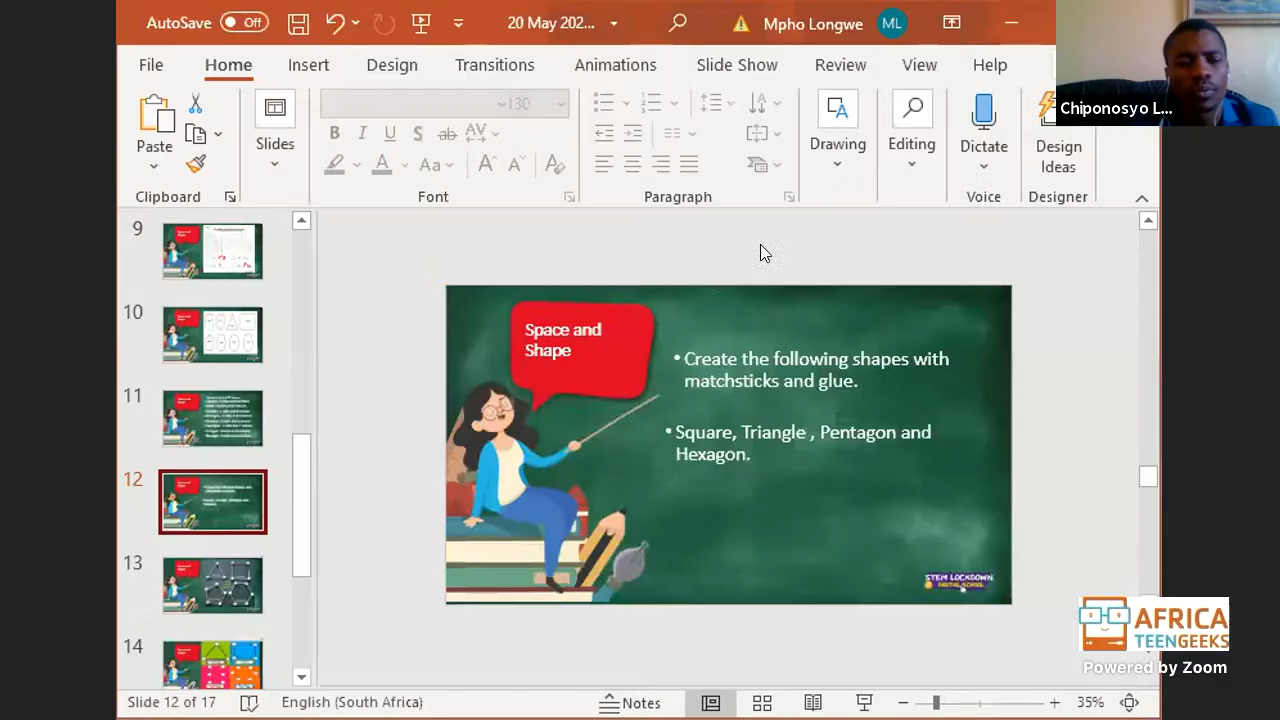 AutoSave Off 20 May 202... Mpho Longwe ML
File Home Insert Design Transitions Animations Slide Show Review View Help
Chiponosyo L...
130
Paste Slides Drawing Editing Dictate Design
Ideas
Clipboard Font Paragraph Voice Designer
9
10
11
12
13
14
Space and
Shape
• Create the following shapes with
matchsticks and glue.
• Square, Triangle , Pentagon and
Hexagon.
STEM LOCKDOWN
DIGITAL SCHOOL
AFRICA
TEENGEEKS
Powered by Zoom
Slide 12 of 17 English (South Africa) Notes 35%